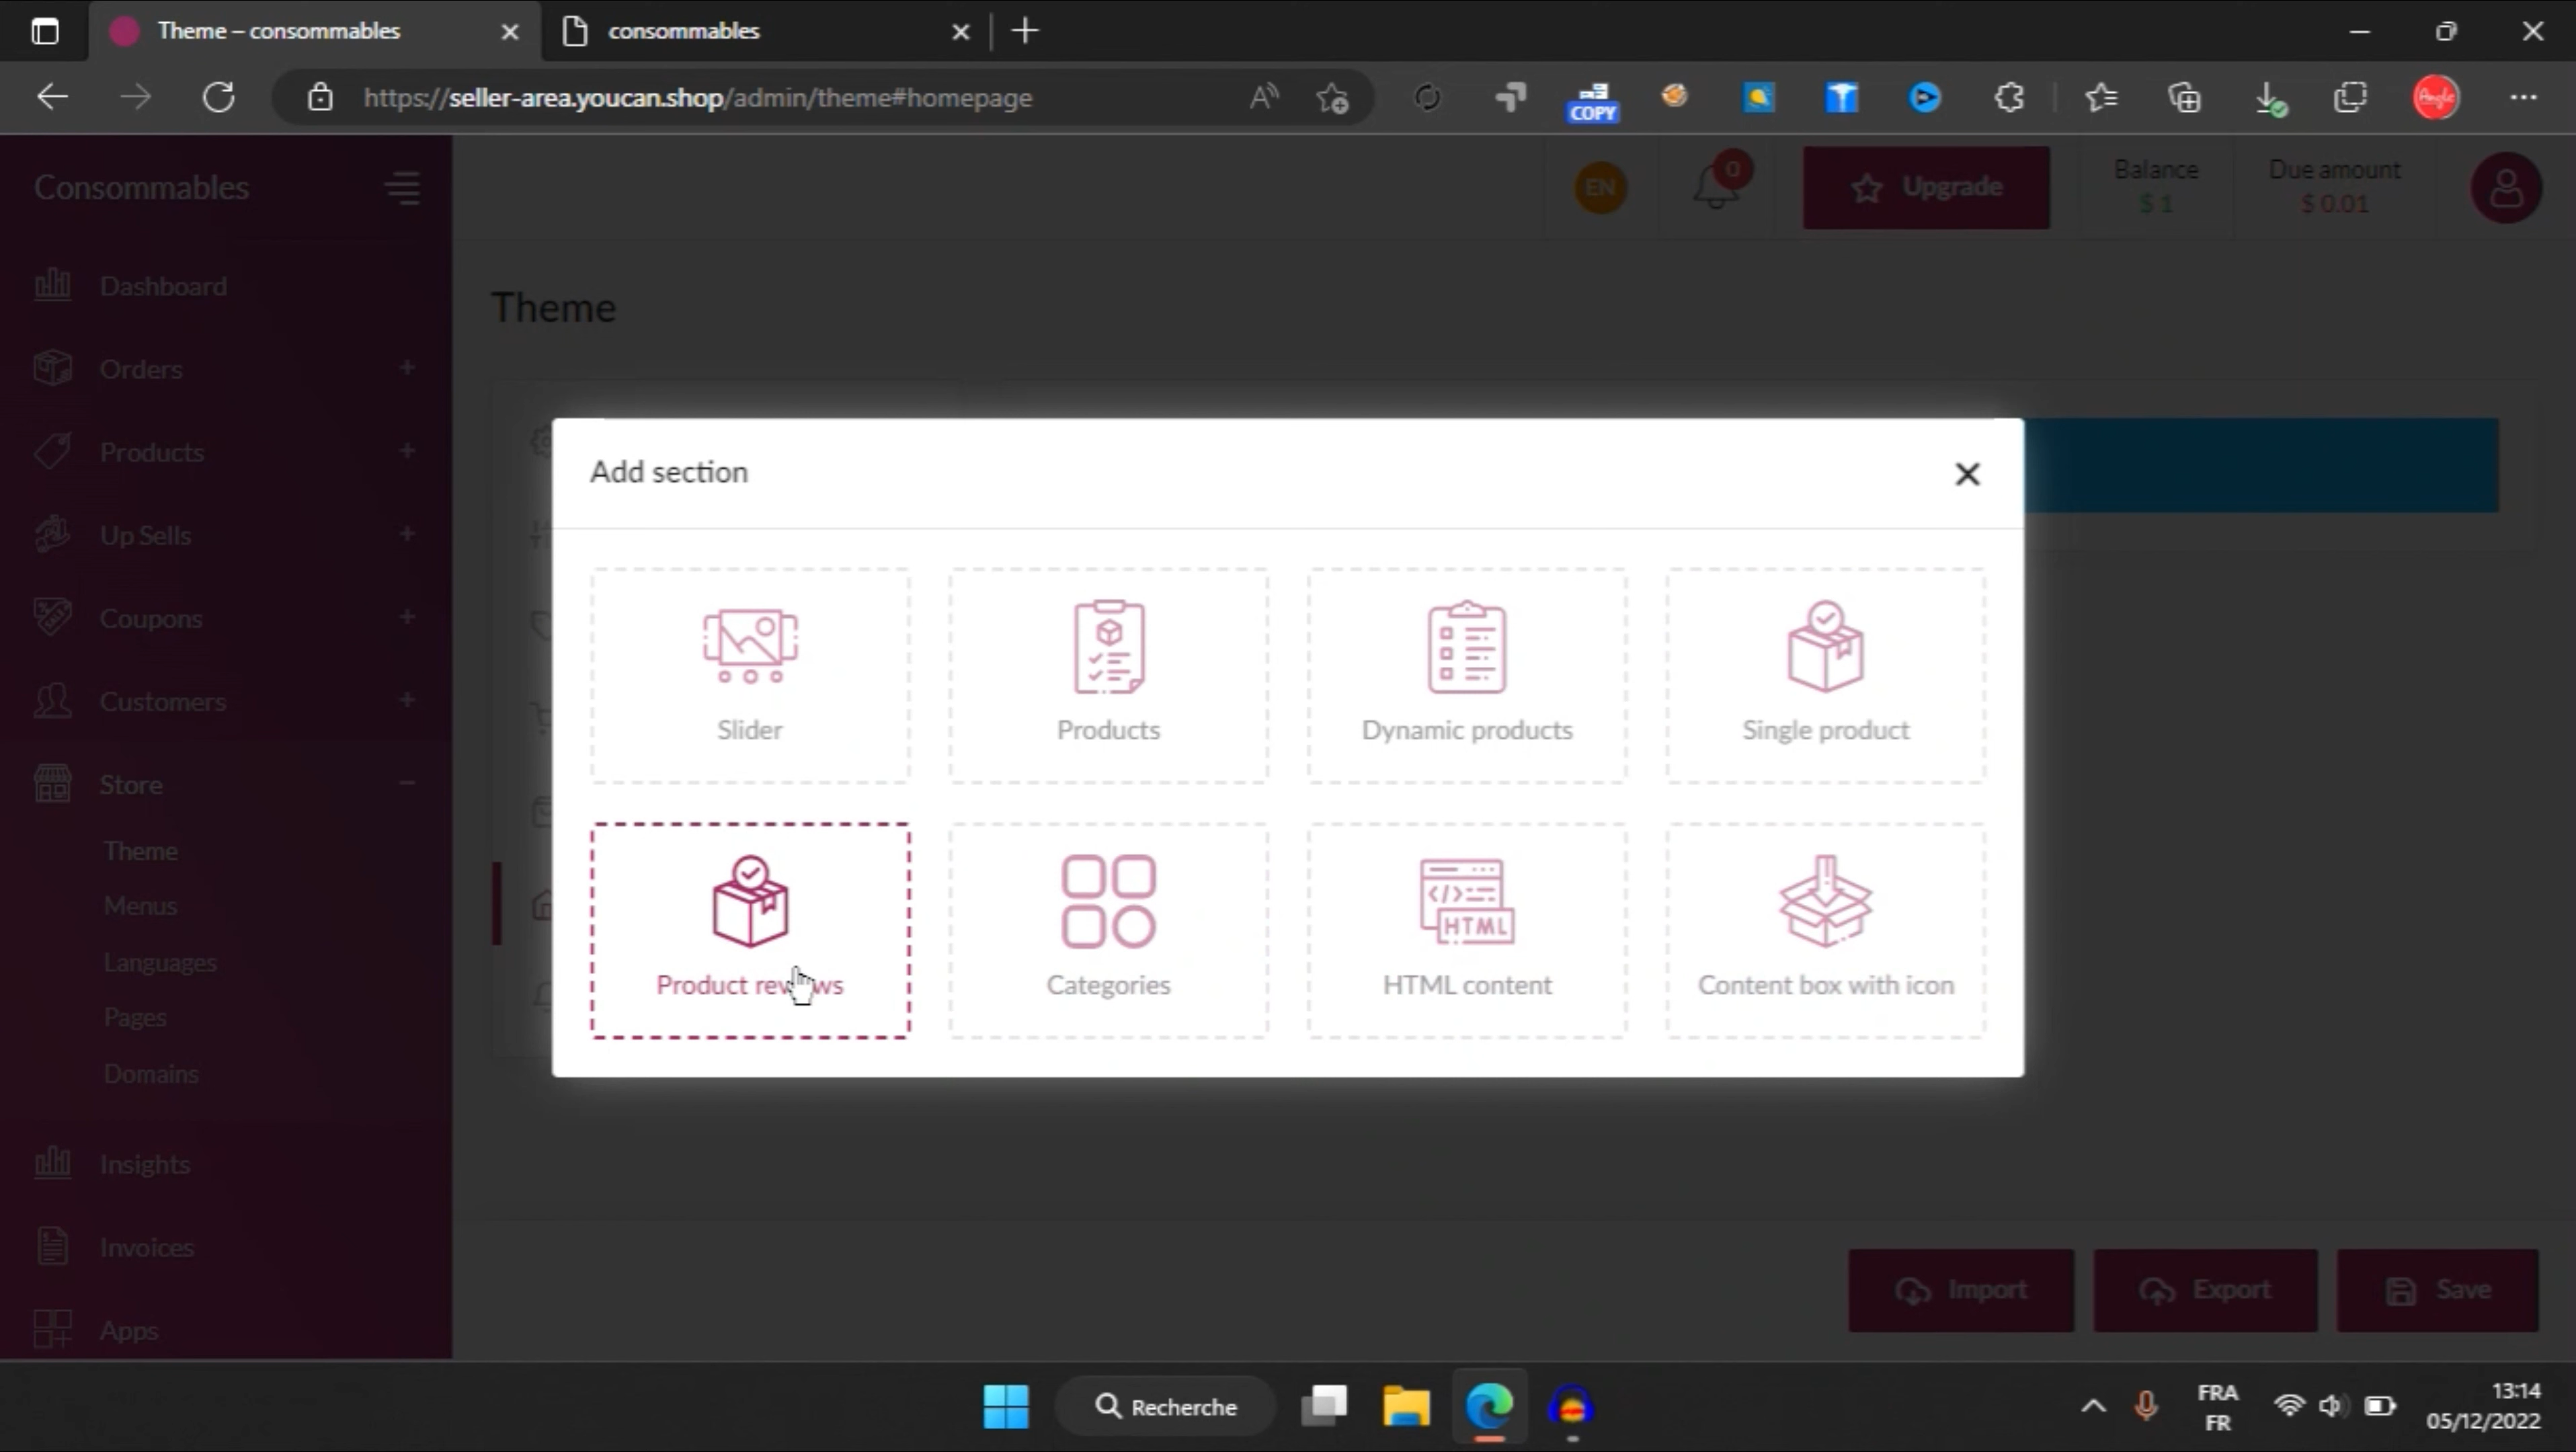 Theme – consommables
consommables
https://seller-area.youcan.shop/admin/theme#homepage
COPY
Angle
Consommables
EN
0
Upgrade
Balance
$ 1
Due amount
$ 0.01
Dashboard
Orders
Products
Up Sells
Coupons
Customers
Store
Theme
Menus
Languages
Pages
Domains
Insights
Invoices
Apps
Theme
Add section
Slider
Products
Dynamic products
Single product
Product reviews
Categories
HTML
HTML content
Content box with icon
Import
Export
Save
Recherche
FRA
FR
13:14
05/12/2022